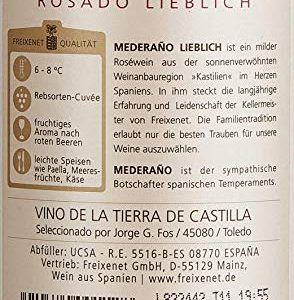 ROSADO LIEBLICH
FREIXENET QUALITÄT
6 - 8 °C
Rebsorten-Cuvée
fruchtiges
Aroma nach
roten Beeren
leichte Speisen
wie Paella, Meeres-
früchte, Käse
MEDERAÑO LIEBLICH ist ein milder
Roséwein aus der sonnenverwöhnten
Weinanbauregion »Kastilien« im Herzen
Spaniens. In ihm steckt die langjährige
Erfahrung und Leidenschaft der Kellermeis-
ter von Freixenet. Die Familientradition
erlaubt nur die besten Trauben für unsere
Weine auszuwählen.
MEDERAÑO ist der sympathische
Botschafter spanischen Temperaments.
VINO DE LA TIERRA DE CASTILLA
Seleccionado por Jorge G. Fos / 45080 / Toledo
Abfüller: UCSA - R.E. 5516-B-ES 08770 ESPAÑA
Vertrieb: Freixenet GmbH, D-55129 Mainz,
Wein aus Spanien | www.freixenet.de